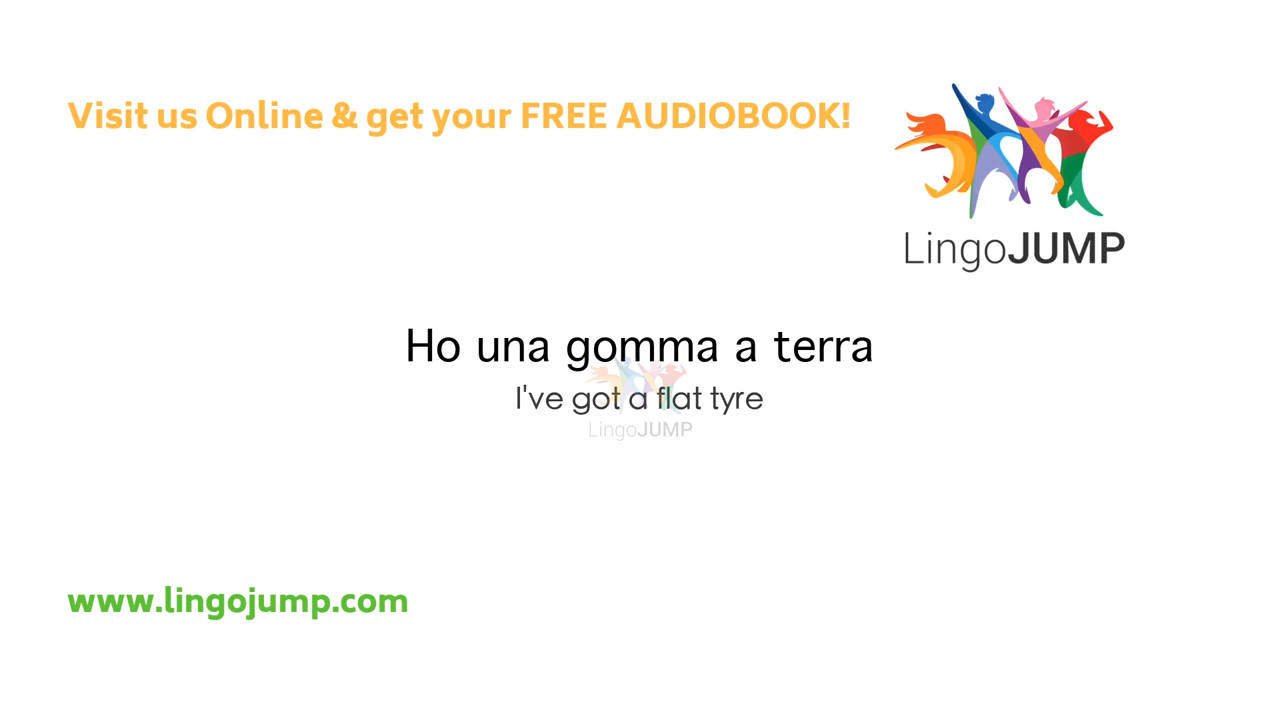 Visit us Online & get your FREE AUDIOBOOK!
LingoJUMP
Ho una gomma a terra
I've got a flat tyre
LingoJUMP
www.lingojump.com